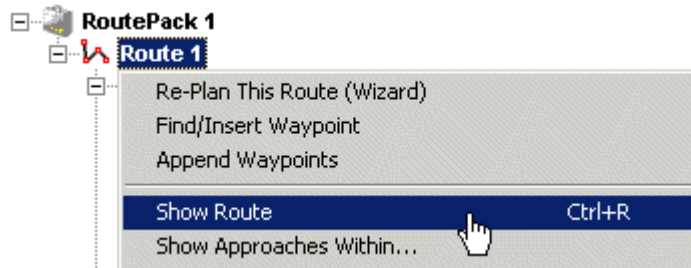 RoutePack 1
Route 1
Re-Plan This Route (Wizard)
Find/Insert Waypoint
Append Waypoints
Show Route Ctrl+R
Show Approaches Within...